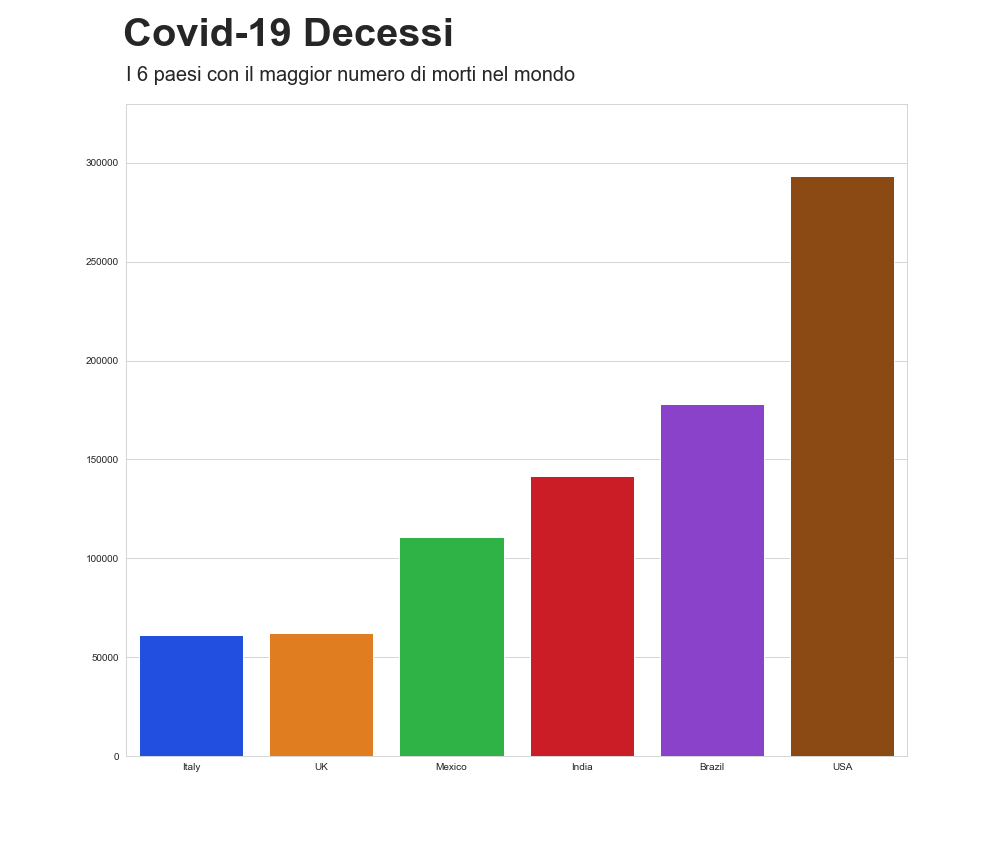 Covid-19 Decessi
I 6 paesi con il maggior numero di morti nel mondo
300000
250000
200000
150000
100000
50000
0
Italy UK Mexico India Brazil USA